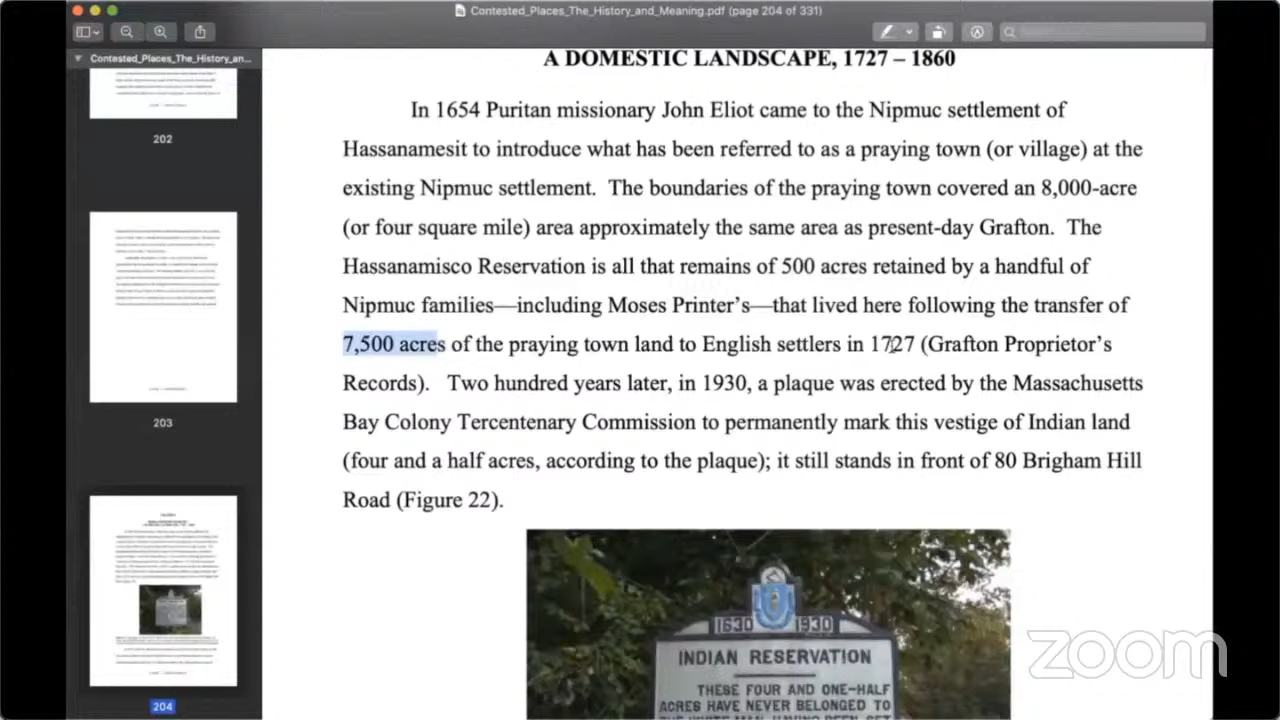 Contested_Places_The_History_and_Meaning.pdf (page 204 of 331)
Contested_Places_The_History_an...
202
203
204
A DOMESTIC LANDSCAPE, 1727 – 1860
In 1654 Puritan missionary John Eliot came to the Nipmuc settlement of
Hassanamesit to introduce what has been referred to as a praying town (or village) at the
existing Nipmuc settlement. The boundaries of the praying town covered an 8,000-acre
(or four square mile) area approximately the same area as present-day Grafton. The
Hassanamisco Reservation is all that remains of 500 acres retained by a handful of
Nipmuc families—including Moses Printer's—that lived here following the transfer of
7,500 acres of the praying town land to English settlers in 1727 (Grafton Proprietor's
Records). Two hundred years later, in 1930, a plaque was erected by the Massachusetts
Bay Colony Tercentenary Commission to permanently mark this vestige of Indian land
(four and a half acres, according to the plaque); it still stands in front of 80 Brigham Hill
Road (Figure 22).
1630 1930
INDIAN RESERVATION
THESE FOUR AND ONE-HALF
ACRES HAVE NEVER BELONGED TO
zoom